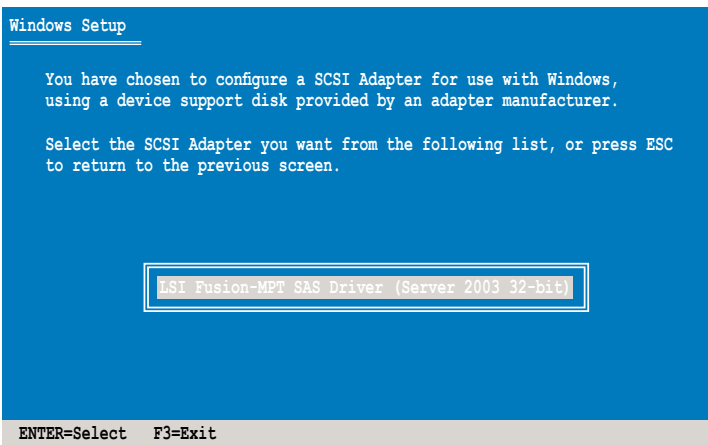 Windows Setup
You have chosen to configure a SCSI Adapter for use with Windows,
using a device support disk provided by an adapter manufacturer.
Select the SCSI Adapter you want from the following list, or press ESC
to return to the previous screen.
LSI Fusion-MPT SAS Driver (Server 2003 32-bit)
ENTER=Select F3=Exit